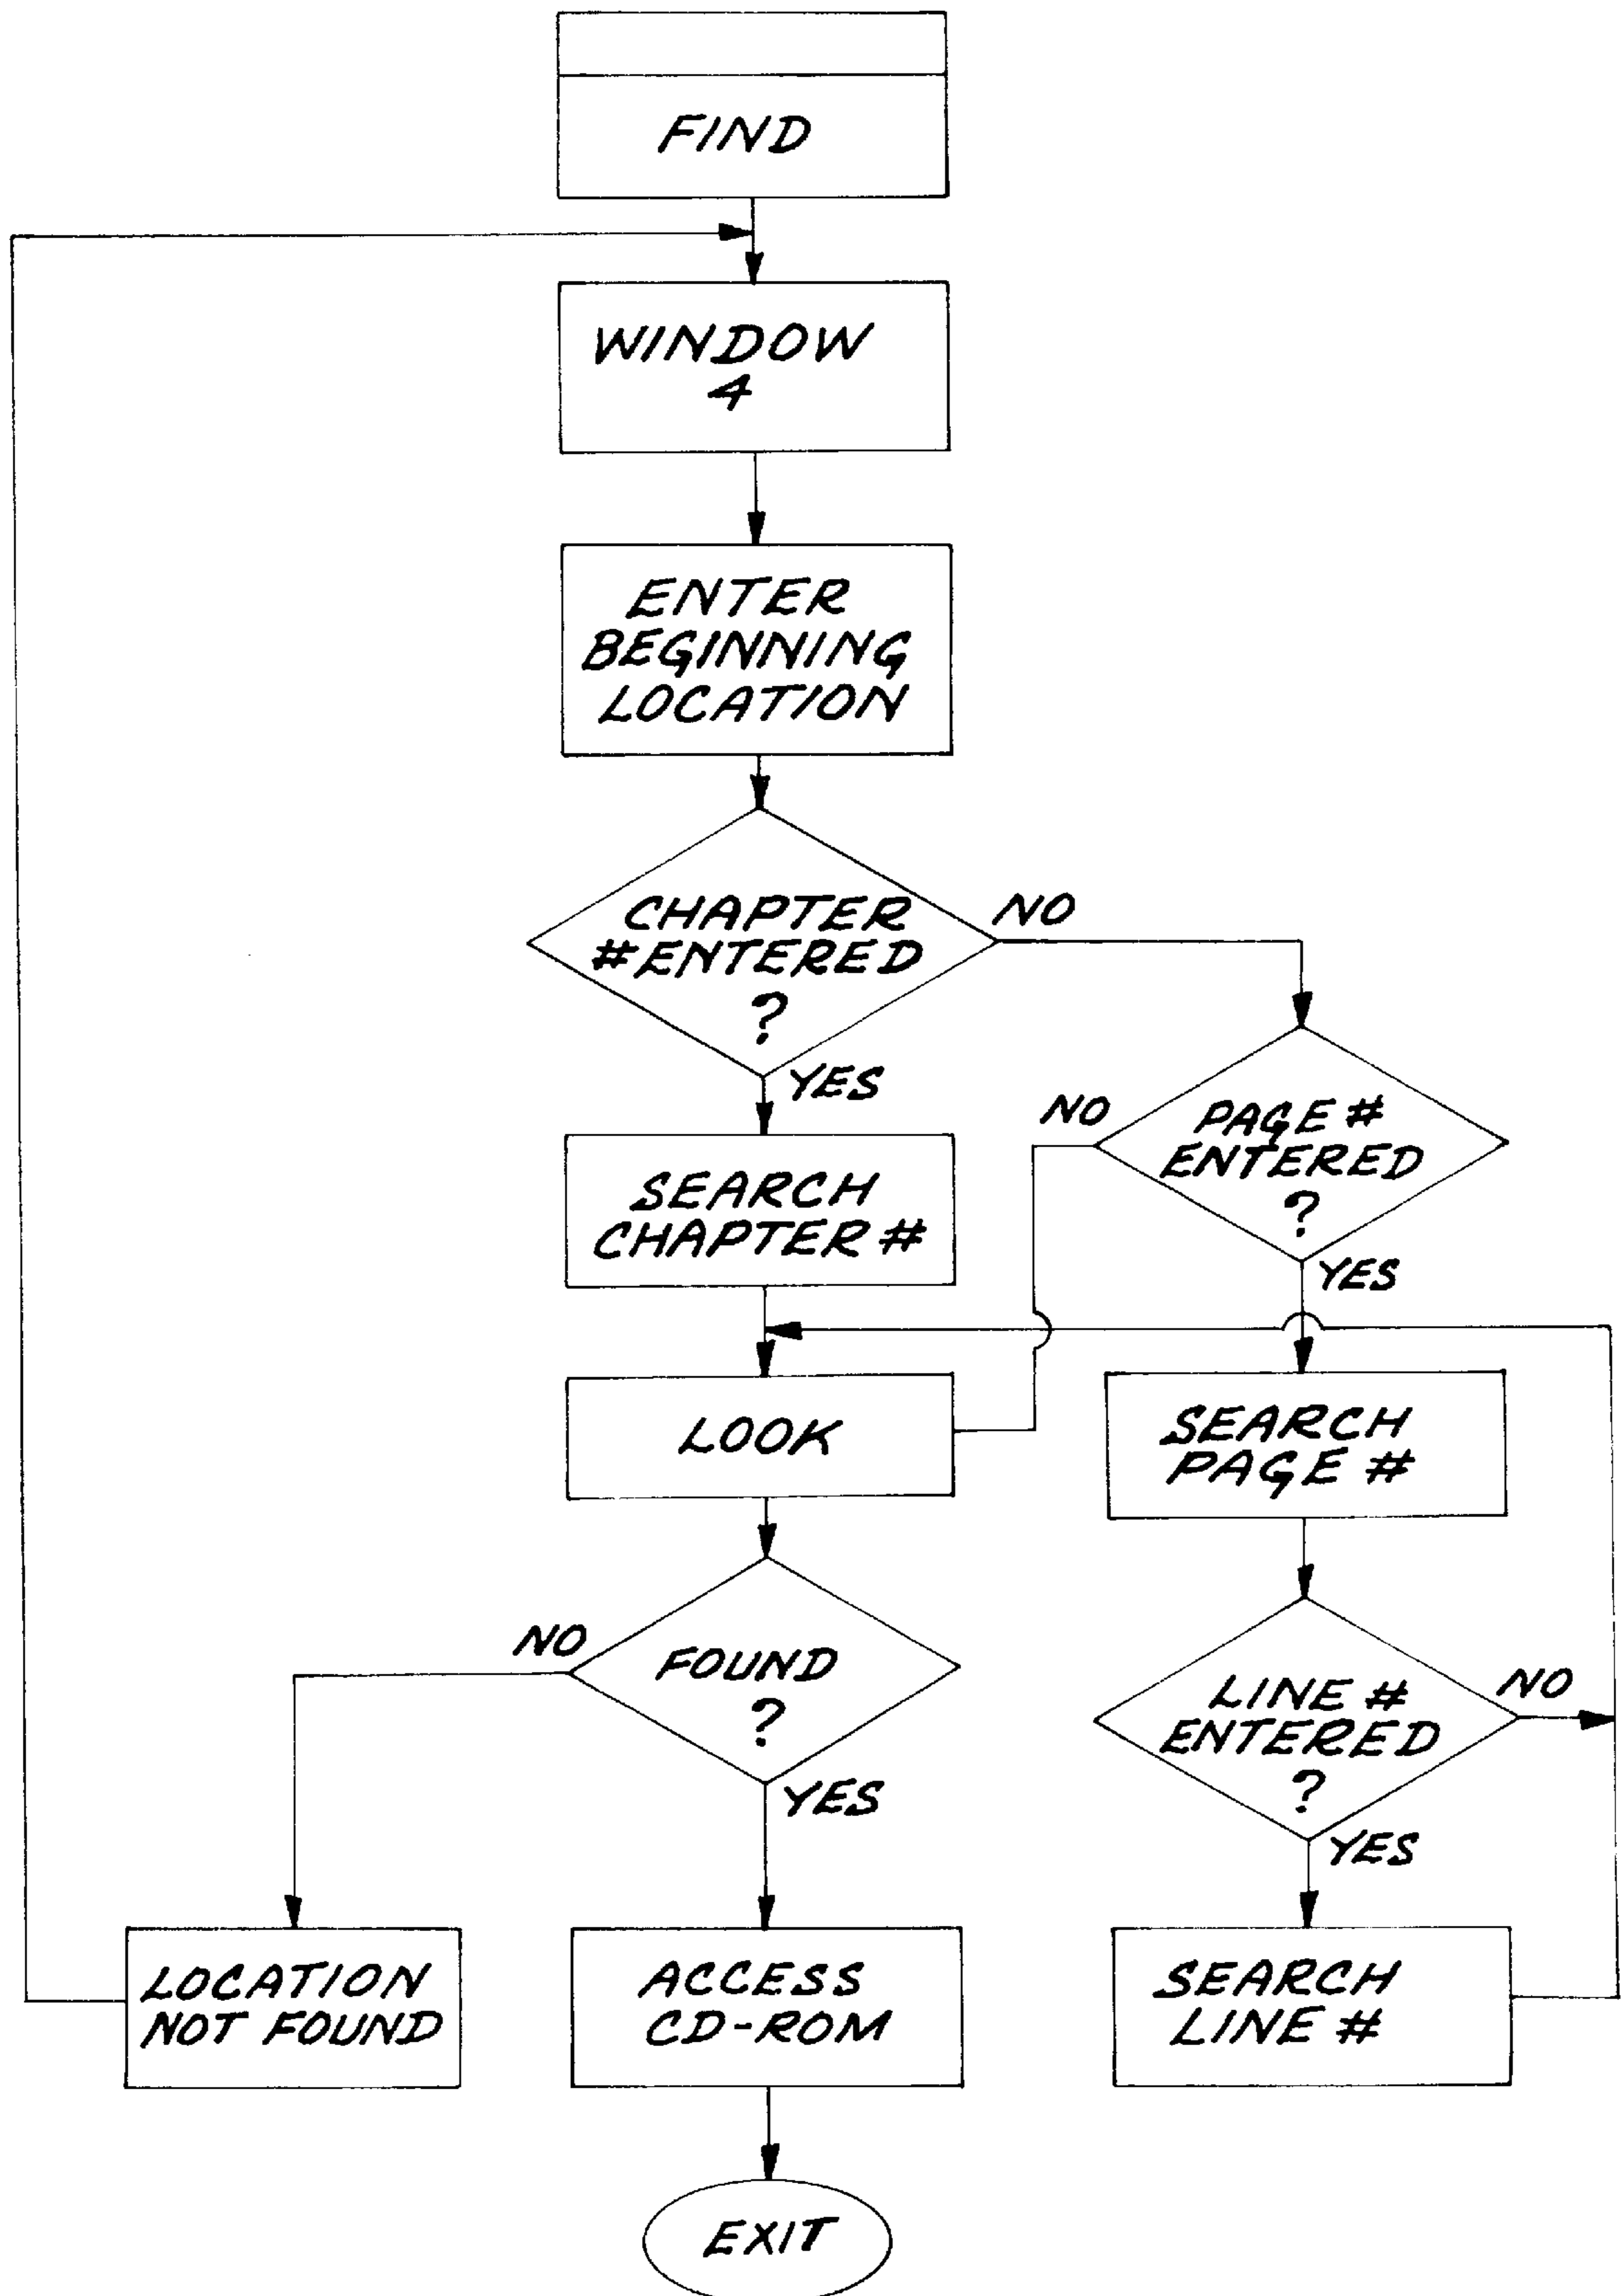 FIND
WINDOW
4
ENTER
BEGINNING
LOCATION
CHAPTER
#ENTERED
?
NO
YES
PAGE #
ENTERED
?
NO
YES
SEARCH
CHAPTER #
LOOK
SEARCH
PAGE #
FOUND
?
NO
YES
LINE #
ENTERED
?
NO
YES
LOCATION
NOT FOUND
ACCESS
CD-ROM
SEARCH
LINE #
EXIT